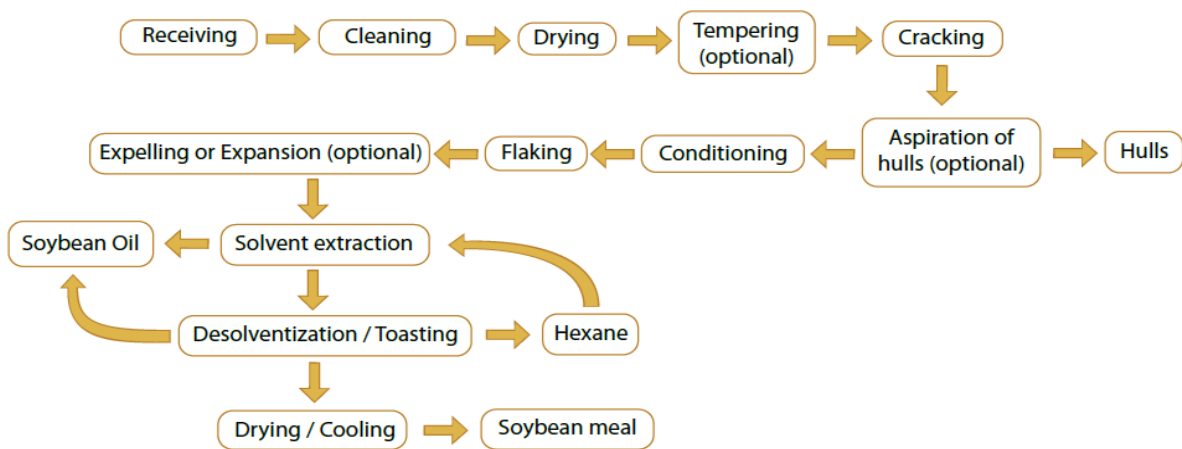 Receiving
Cleaning
Drying
Tempering
(optional)
Cracking
Expelling or Expansion (optional)
Flaking
Conditioning
Aspiration of
hulls (optional)
Hulls
Soybean Oil
Solvent extraction
Desolventization / Toasting
Hexane
Drying / Cooling
Soybean meal